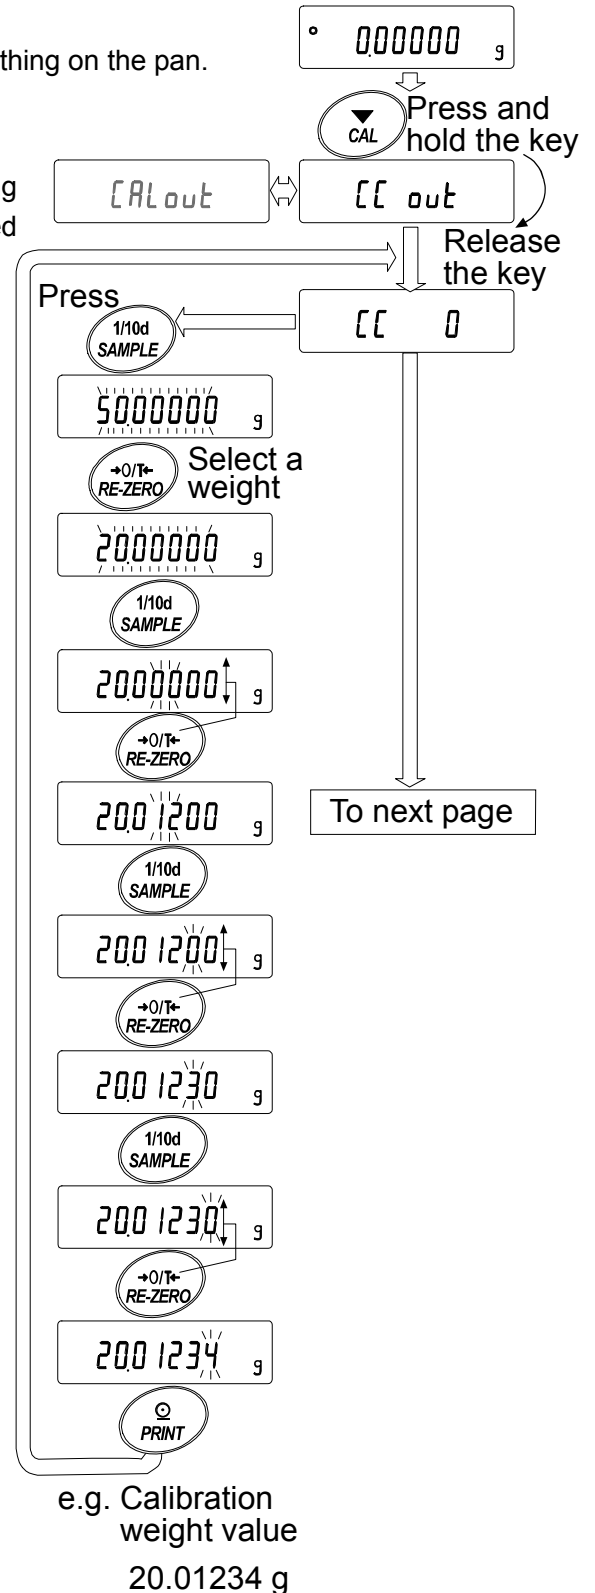 0.00000 g
thing on the pan.
CAL
Press and
hold the key
g
CAL out
CC out
ed
Release
the key
Press
CC 0
1/10d
SAMPLE
50.00000 g
→0/T←
RE-ZERO
Select a
weight
20.00000 g
1/10d
SAMPLE
20.00000 g
→0/T←
RE-ZERO
20.01200 g
To next page
1/10d
SAMPLE
20.01200 g
→0/T←
RE-ZERO
20.01230 g
1/10d
SAMPLE
20.01230 g
→0/T←
RE-ZERO
20.01234 g
PRINT
e.g. Calibration
weight value
20.01234 g